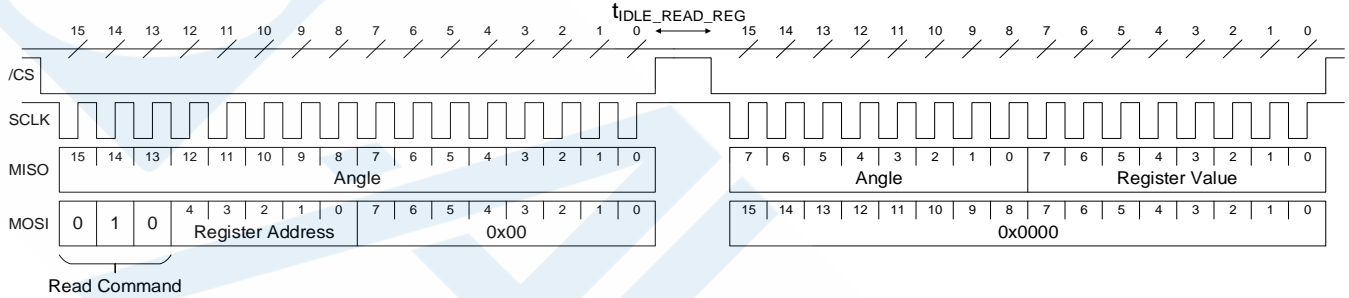 tIDLE_READ_REG
15 14 13 12 11 10 9 8 7 6 5 4 3 2 1 0 15 14 13 12 11 10 9 8 7 6 5 4 3 2 1 0
/CS
SCLK
MISO 15 14 13 12 11 10 9 8 7 6 5 4 3 2 1 0 7 6 5 4 3 2 1 0 7 6 5 4 3 2 1 0
Angle Angle Register Value
MOSI 0 1 0 4 3 2 1 0 7 6 5 4 3 2 1 0 15 14 13 12 11 10 9 8 7 6 5 4 3 2 1 0
Register Address 0x00 0x0000
Read Command